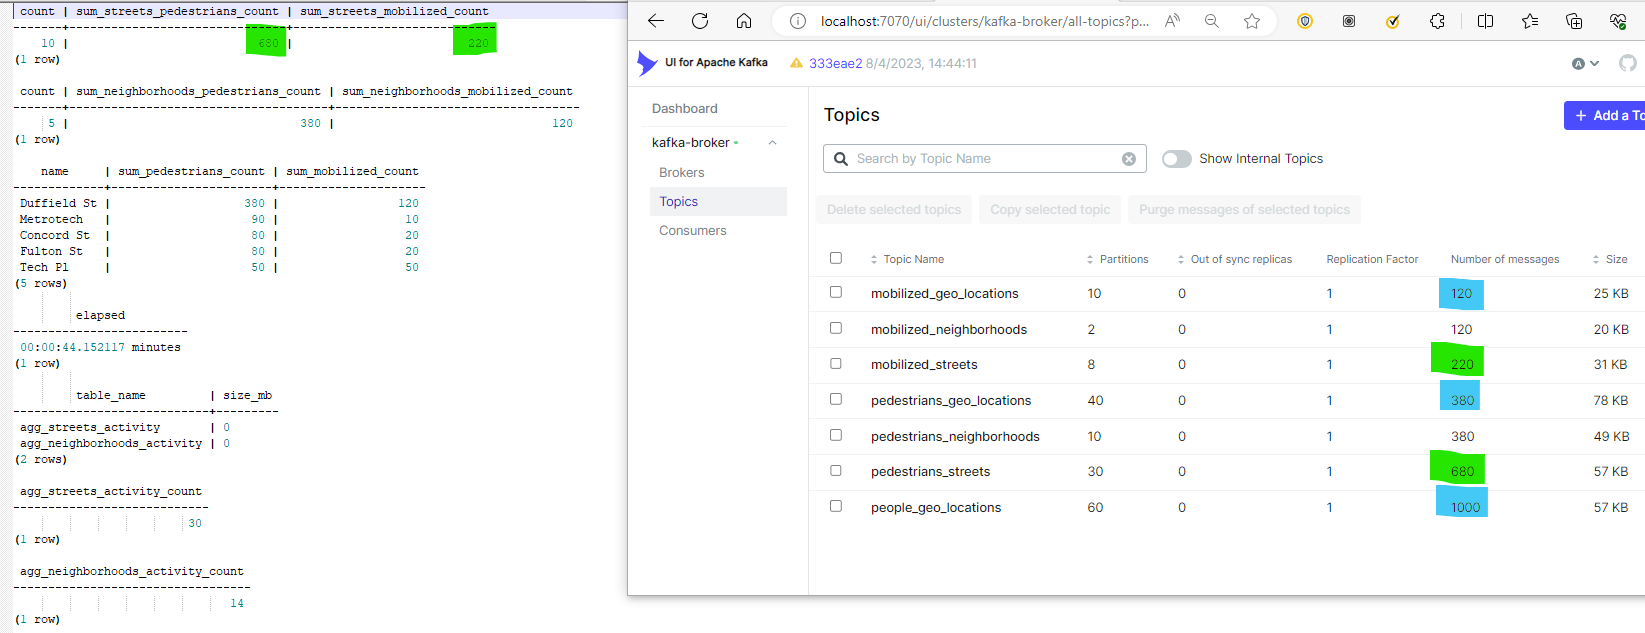 count | sum_streets_pedestrians_count | sum_streets_mobilized_count
-------+-------------------------------+-----------------------------
10 | 680 | 220
(1 row)
count | sum_neighborhoods_pedestrians_count | sum_neighborhoods_mobilized_count
-------+-------------------------------------+-----------------------------------
5 | 380 | 120
(1 row)
name | sum_pedestrians_count | sum_mobilized_count
-------------+-----------------------+---------------------
Duffield St | 380 | 120
Metrotech | 90 | 10
Concord St | 80 | 20
Fulton St | 80 | 20
Tech Pl | 50 | 50
(5 rows)
elapsed
-------------------------
00:00:44.152117 minutes
(1 row)
table_name | size_mb
----------------------------+---------
agg_streets_activity | 0
agg_neighborhoods_activity | 0
(2 rows)
agg_streets_activity_count
----------------------------
30
(1 row)
agg_neighborhoods_activity_count
----------------------------------
14
(1 row)
localhost:7070/ui/clusters/kafka-broker/all-topics?p...
UI for Apache Kafka 333eae2 8/4/2023, 14:44:11 A
Dashboard
kafka-broker
Brokers
Topics
Consumers
Topics
+ Add a To
Search by Topic Name Show Internal Topics
Delete selected topics Copy selected topic Purge messages of selected topics
Topic Name Partitions Out of sync replicas Replication Factor Number of messages Size
mobilized_geo_locations 10 0 1 120 25 KB
mobilized_neighborhoods 2 0 1 120 20 KB
mobilized_streets 8 0 1 220 31 KB
pedestrians_geo_locations 40 0 1 380 78 KB
pedestrians_neighborhoods 10 0 1 380 49 KB
pedestrians_streets 30 0 1 680 57 KB
people_geo_locations 60 0 1 1000 57 KB